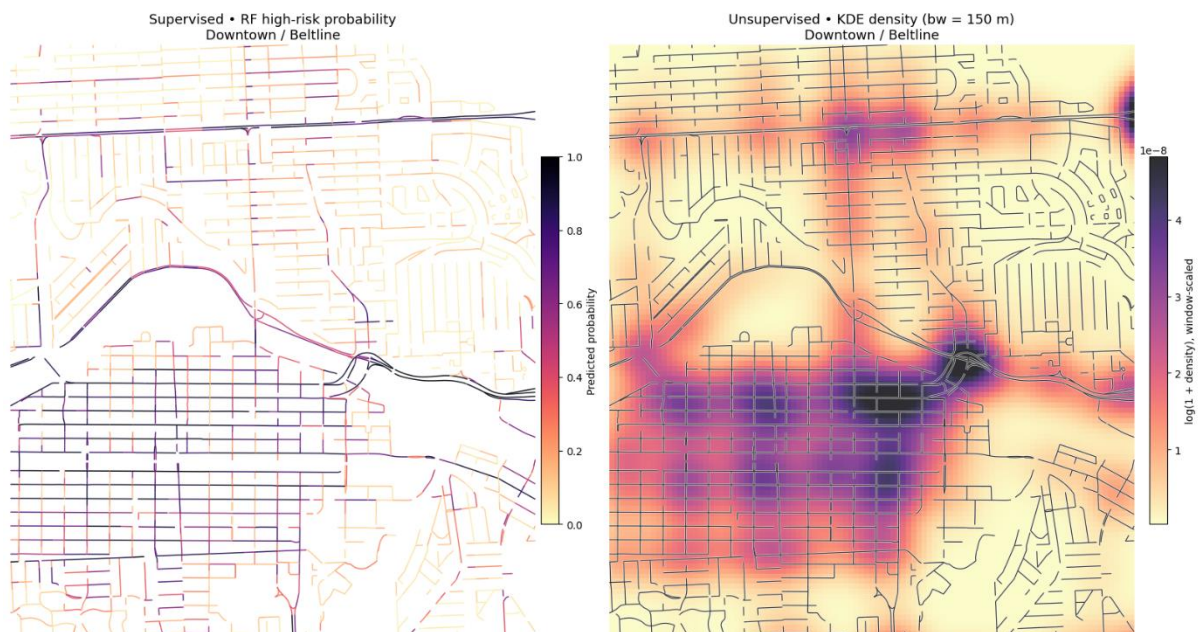 Supervised • RF high-risk probability
Downtown / Beltline
1.0
0.8
0.6
0.4
0.2
0.0
Predicted probability
Unsupervised • KDE density (bw = 150 m)
Downtown / Beltline
1e−8
4
3
2
1
log(1 + density), window-scaled